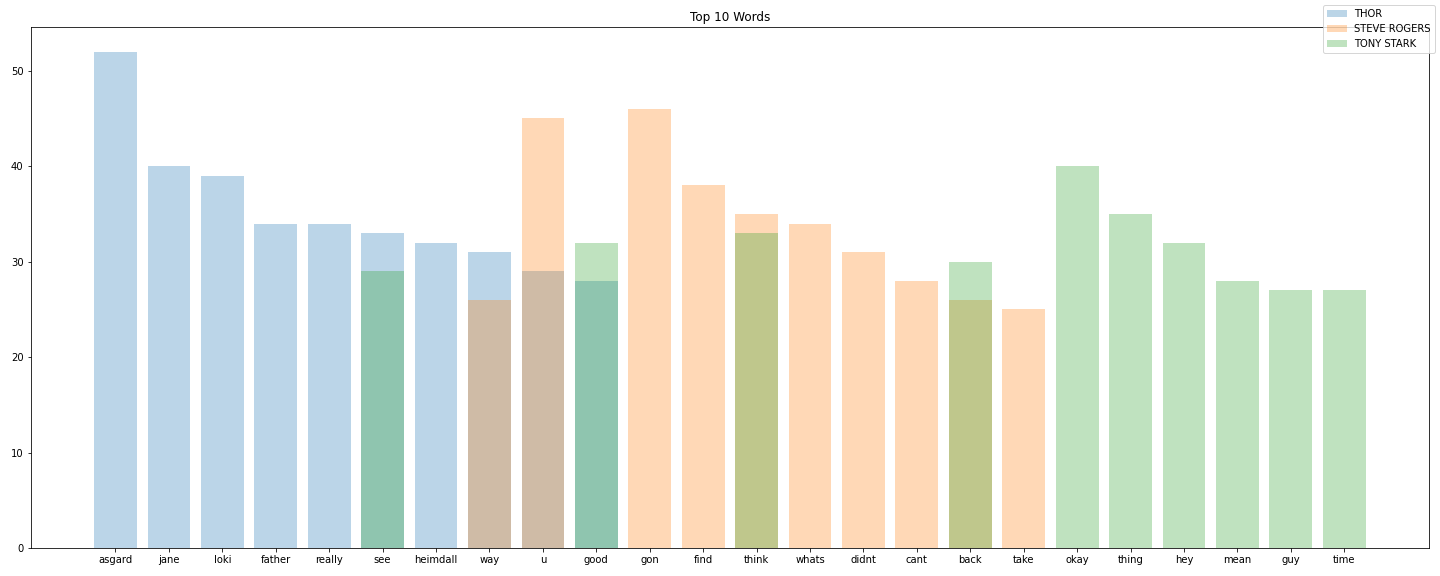 Top 10 Words
THOR
STEVE ROGERS
TONY STARK
50
40
30
20
10
0
asgard jane loki father really see heimdall way u good gon find think whats didnt cant back take okay thing hey mean guy time